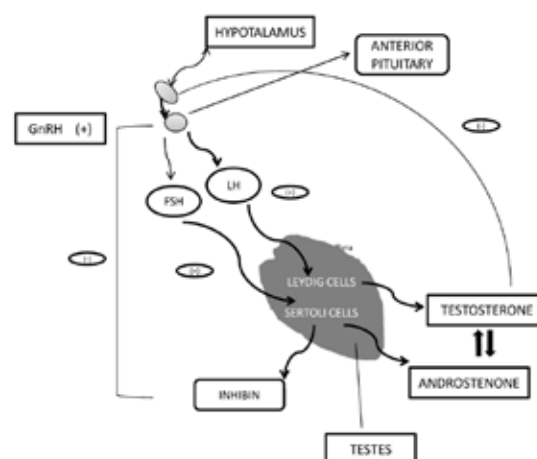 HYPOTALAMUS
ANTERIOR
PITUITARY
GnRH (+)
LH
FSH
LEYDIG CELLS
SERTOLI CELLS
TESTOSTERONE
ANDROSTENONE
INHIBIN
TESTES